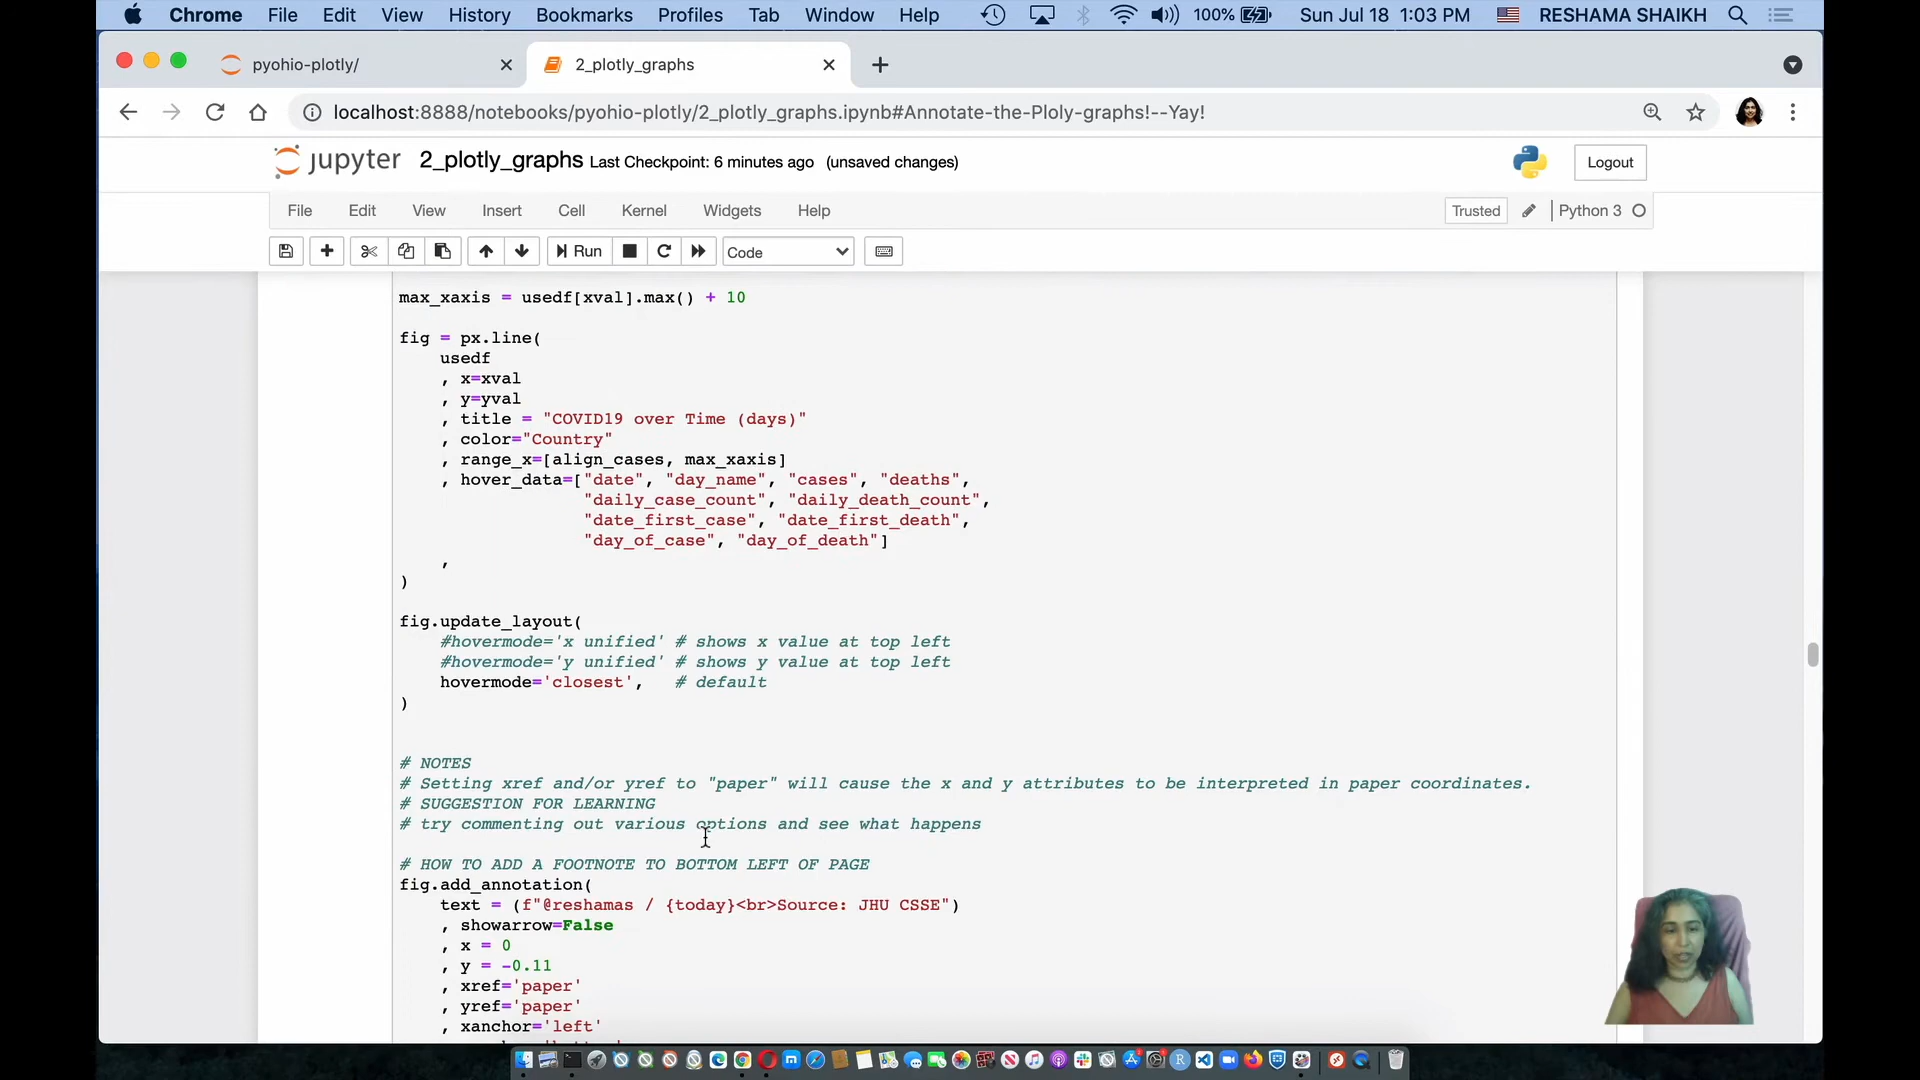 Chrome File Edit View History Bookmarks Profiles Tab Window Help 100% Sun Jul 18 1:03 PM RESHAMA SHAIKH
pyohio-plotly/ 2_plotly_graphs
localhost:8888/notebooks/pyohio-plotly/2_plotly_graphs.ipynb#Annotate-the-Ploly-graphs!--Yay!
jupyter 2_plotly_graphs Last Checkpoint: 6 minutes ago (unsaved changes) Logout
File Edit View Insert Cell Kernel Widgets Help Trusted Python 3
Run Code
max_xaxis = usedf[xval].max() + 10
fig = px.line(
usedf
, x=xval
, y=yval
, title = "COVID19 over Time (days)"
, color="Country"
, range_x=[align_cases, max_xaxis]
, hover_data=["date", "day_name", "cases", "deaths",
"daily_case_count", "daily_death_count",
"date_first_case", "date_first_death",
"day_of_case", "day_of_death"]
,
)
fig.update_layout(
#hovermode='x unified' # shows x value at top left
#hovermode='y unified' # shows y value at top left
hovermode='closest', # default
)
# NOTES
# Setting xref and/or yref to "paper" will cause the x and y attributes to be interpreted in paper coordinates.
# SUGGESTION FOR LEARNING
# try commenting out various options and see what happens
# HOW TO ADD A FOOTNOTE TO BOTTOM LEFT OF PAGE
fig.add_annotation(
text = (f"@reshamas / {today}<br>Source: JHU CSSE")
, showarrow=False
, x = 0
, y = -0.11
, xref='paper'
, yref='paper'
, xanchor='left'